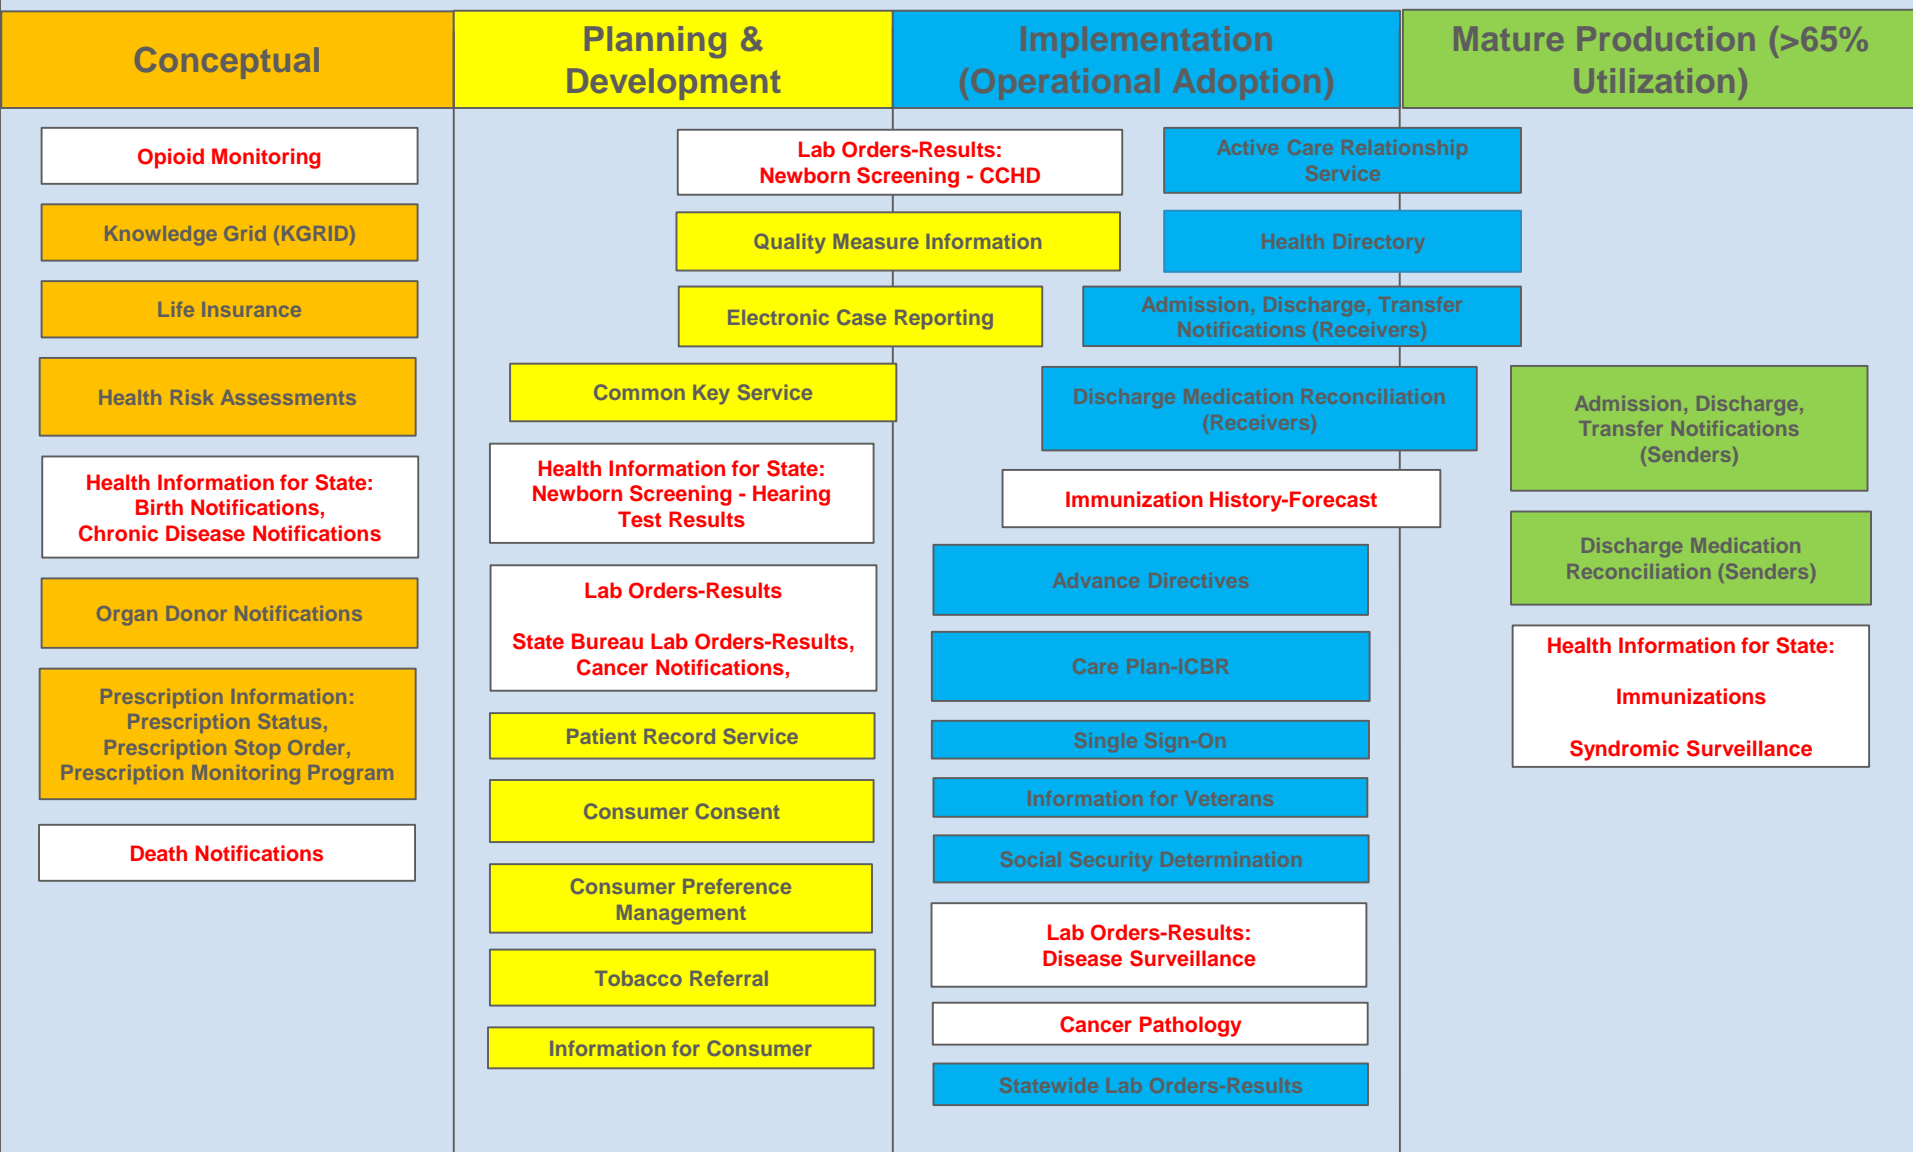 Conceptual
Planning &
Development
Implementation
(Operational Adoption)
Mature Production (>65%
Utilization)
Opioid Monitoring
Knowledge Grid (KGRID)
Life Insurance
Health Risk Assessments
Health Information for State:
Birth Notifications,
Chronic Disease Notifications
Organ Donor Notifications
Prescription Information:
Prescription Status,
Prescription Stop Order,
Prescription Monitoring Program
Death Notifications
Lab Orders-Results:
Newborn Screening - CCHD
Quality Measure Information
Electronic Case Reporting
Common Key Service
Health Information for State:
Newborn Screening - Hearing
Test Results
Lab Orders-Results
State Bureau Lab Orders-Results,
Cancer Notifications,
Patient Record Service
Consumer Consent
Consumer Preference
Management
Tobacco Referral
Information for Consumer
Active Care Relationship
Service
Health Directory
Admission, Discharge, Transfer
Notifications (Receivers)
Discharge Medication Reconciliation
(Receivers)
Immunization History-Forecast
Advance Directives
Care Plan-ICBR
Single Sign-On
Information for Veterans
Social Security Determination
Lab Orders-Results:
Disease Surveillance
Cancer Pathology
Statewide Lab Orders-Results
Admission, Discharge,
Transfer Notifications
(Senders)
Discharge Medication
Reconciliation (Senders)
Health Information for State:
Immunizations
Syndromic Surveillance